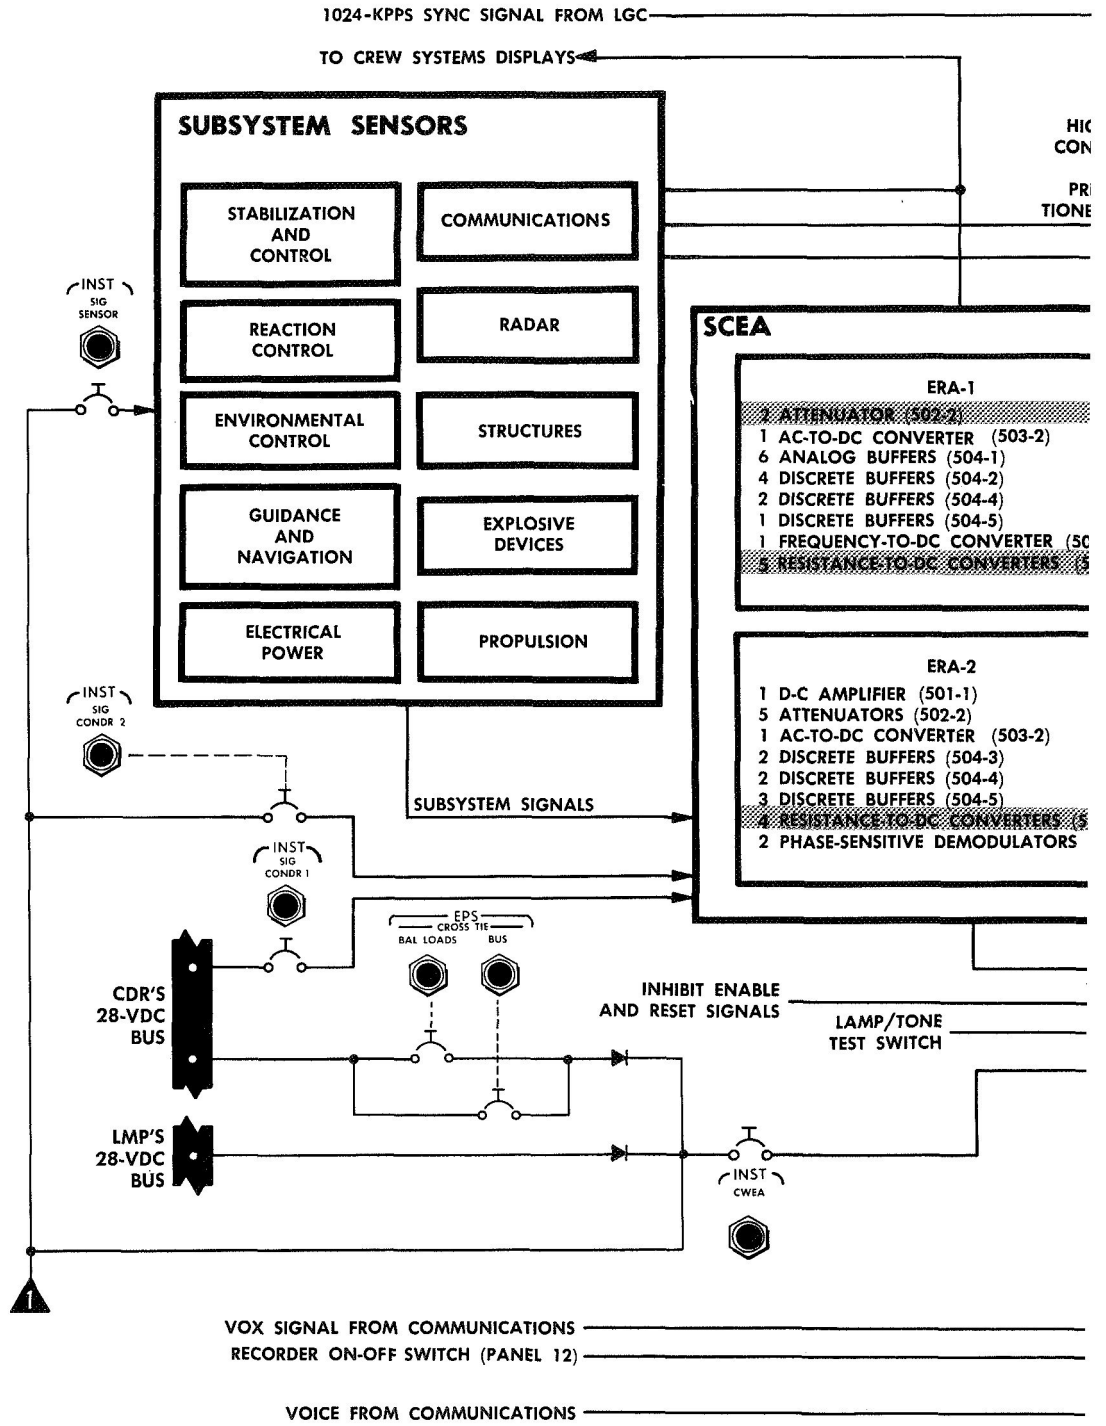 1024-KPPS SYNC SIGNAL FROM LGC
TO CREW SYSTEMS DISPLAYS
SUBSYSTEM SENSORS
STABILIZATION
AND
CONTROL
COMMUNICATIONS
REACTION
CONTROL
RADAR
ENVIRONMENTAL
CONTROL
STRUCTURES
GUIDANCE
AND
NAVIGATION
EXPLOSIVE
DEVICES
ELECTRICAL
POWER
PROPULSION
HIG
CON
PR
TIONE
INST
SIG
SENSOR
SCEA
ERA-1
2 ATTENUATOR (502-2)
1 AC-TO-DC CONVERTER (503-2)
6 ANALOG BUFFERS (504-1)
4 DISCRETE BUFFERS (504-2)
2 DISCRETE BUFFERS (504-4)
1 DISCRETE BUFFERS (504-5)
1 FREQUENCY-TO-DC CONVERTER (50
5 RESISTANCE-TO-DC CONVERTERS (5
ERA-2
1 D-C AMPLIFIER (501-1)
5 ATTENUATORS (502-2)
1 AC-TO-DC CONVERTER (503-2)
2 DISCRETE BUFFERS (504-3)
2 DISCRETE BUFFERS (504-4)
3 DISCRETE BUFFERS (504-5)
4 RESISTANCE-TO-DC CONVERTERS (5
2 PHASE-SENSITIVE DEMODULATORS
INST
SIG
CONDR 2
SUBSYSTEM SIGNALS
INST
SIG
CONDR 1
EPS
CROSS TIE
BAL LOADS BUS
CDR'S
28-VDC
BUS
INHIBIT ENABLE
AND RESET SIGNALS
LAMP/TONE
TEST SWITCH
LMP'S
28-VDC
BUS
INST
CWEA
1
VOX SIGNAL FROM COMMUNICATIONS
RECORDER ON-OFF SWITCH (PANEL 12)
VOICE FROM COMMUNICATIONS